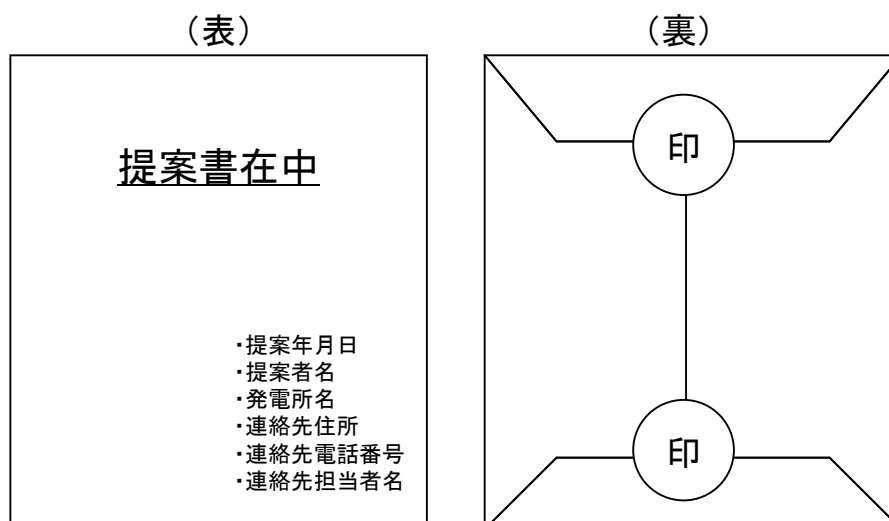 （表）
提案書在中
・提案年月日
・提案者名
・発電所名
・連絡先住所
・連絡先電話番号
・連絡先担当者名
（裏）
印
印